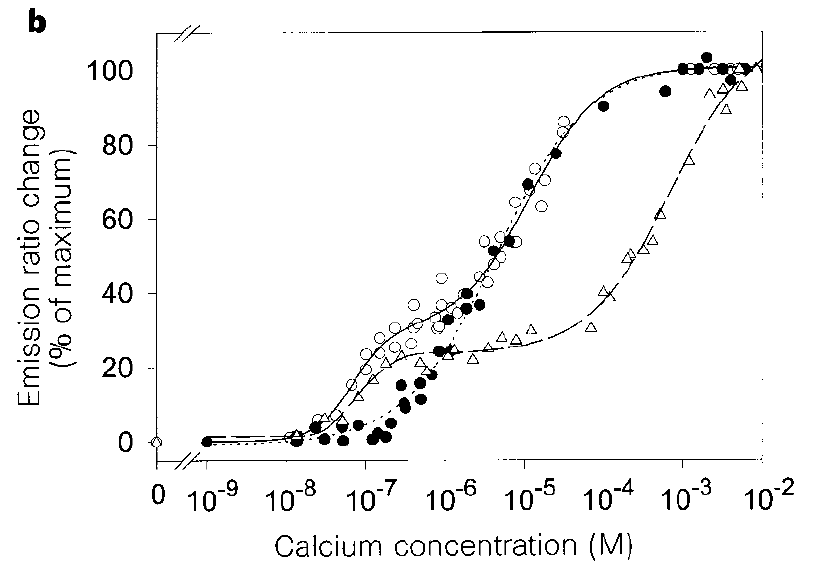 b
100
80
60
40
20
0
Emission ratio change
(% of maximum)
0 10⁻⁹ 10⁻⁸ 10⁻⁷ 10⁻⁶ 10⁻⁵ 10⁻⁴ 10⁻³ 10⁻²
Calcium concentration (M)